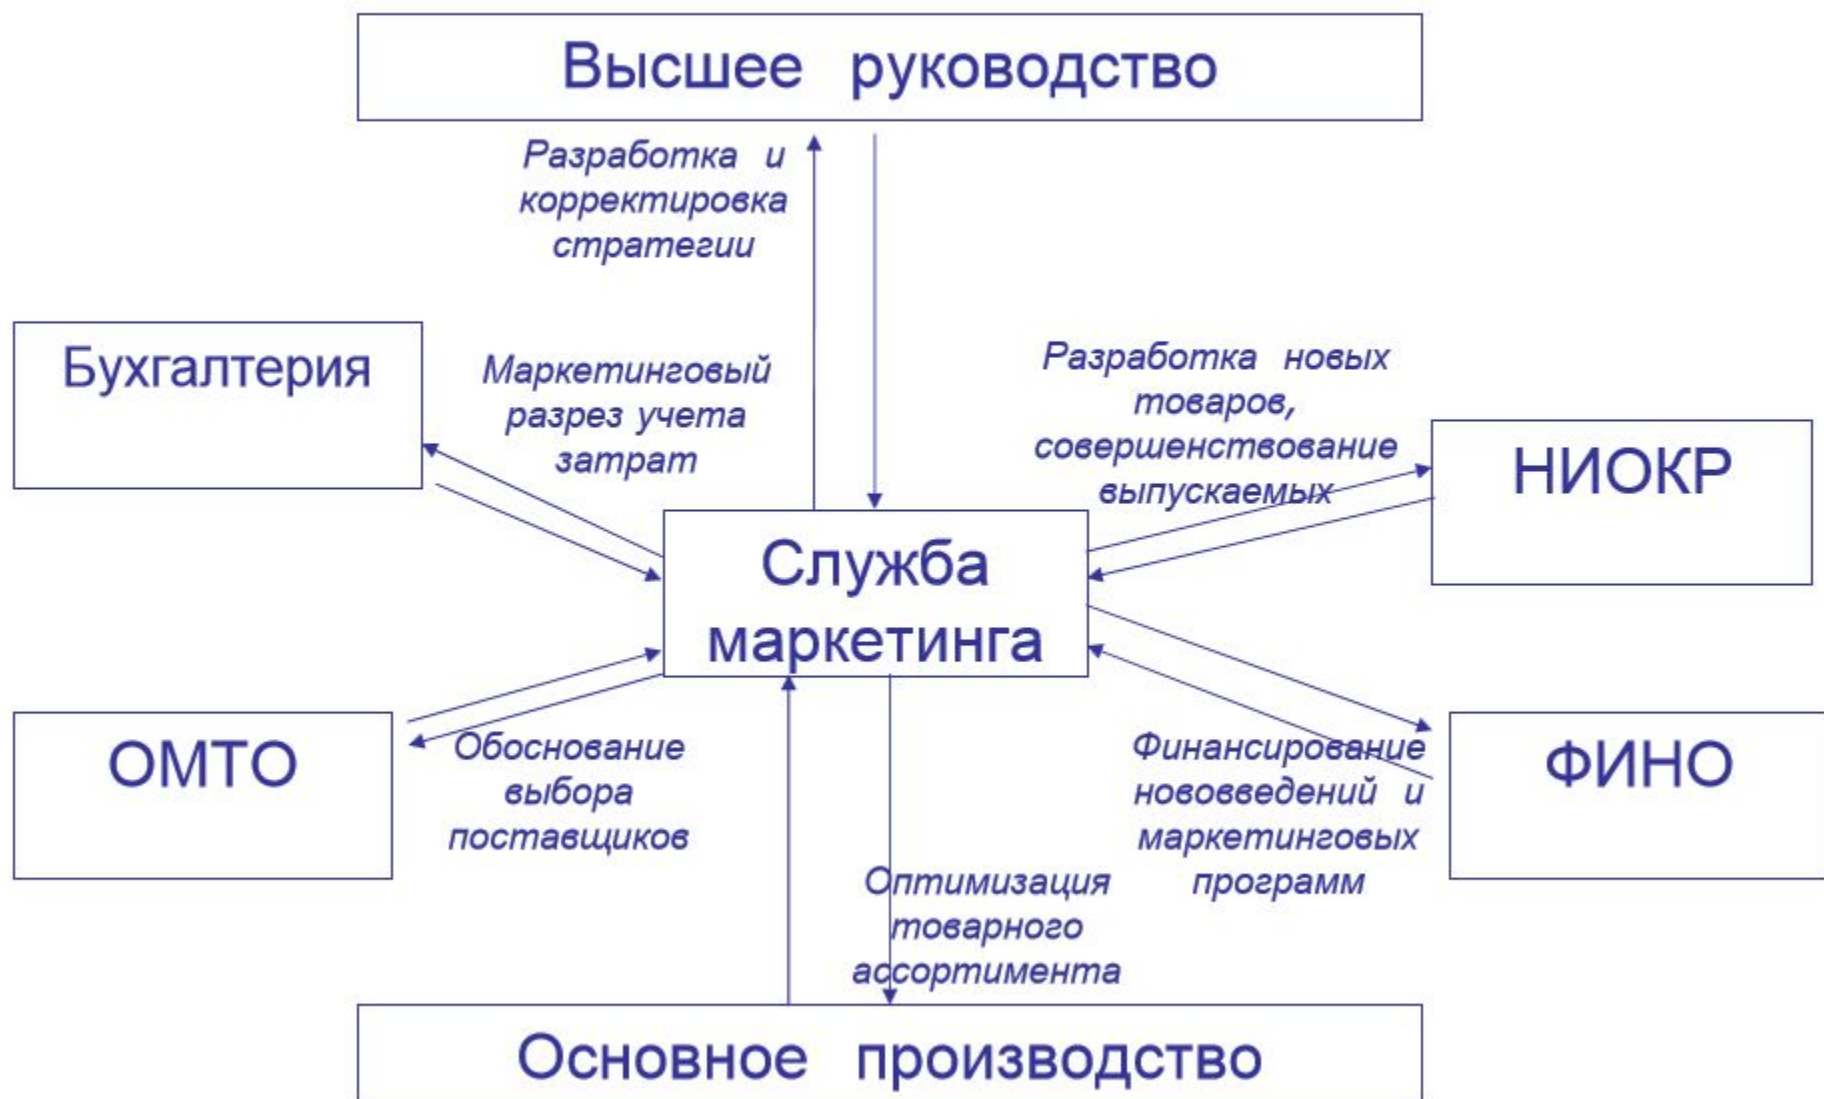 Высшее руководство
Разработка и
корректировка
стратегии
Бухгалтерия
Маркетинговый
разрез учета
затрат
Разработка новых
товаров,
совершенствование
выпускаемых
НИОКР
Служба
маркетинга
ОМТО
Обоснование
выбора
поставщиков
Финансирование
нововведений и
маркетинговых
программ
ФИНО
Оптимизация
товарного
ассортимента
Основное производство